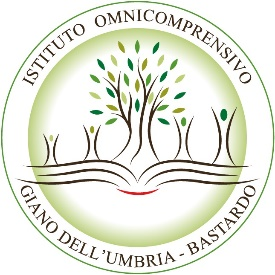 ISTITUTO OMNICOMPRENSIVO
GIANO DELL'UMBRIA - BASTARDO